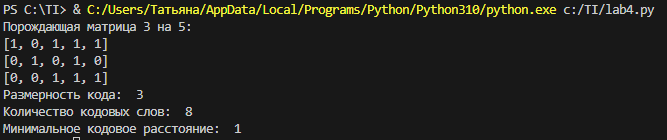 PS C:\TI> & C:/Users/Татьяна/AppData/Local/Programs/Python/Python310/python.exe c:/TI/lab4.py
Порождающая матрица 3 на 5:
[1, 0, 1, 1, 1]
[0, 1, 0, 1, 0]
[0, 0, 1, 1, 1]
Размерность кода:  3
Количество кодовых слов:  8
Минимальное кодовое расстояние:  1